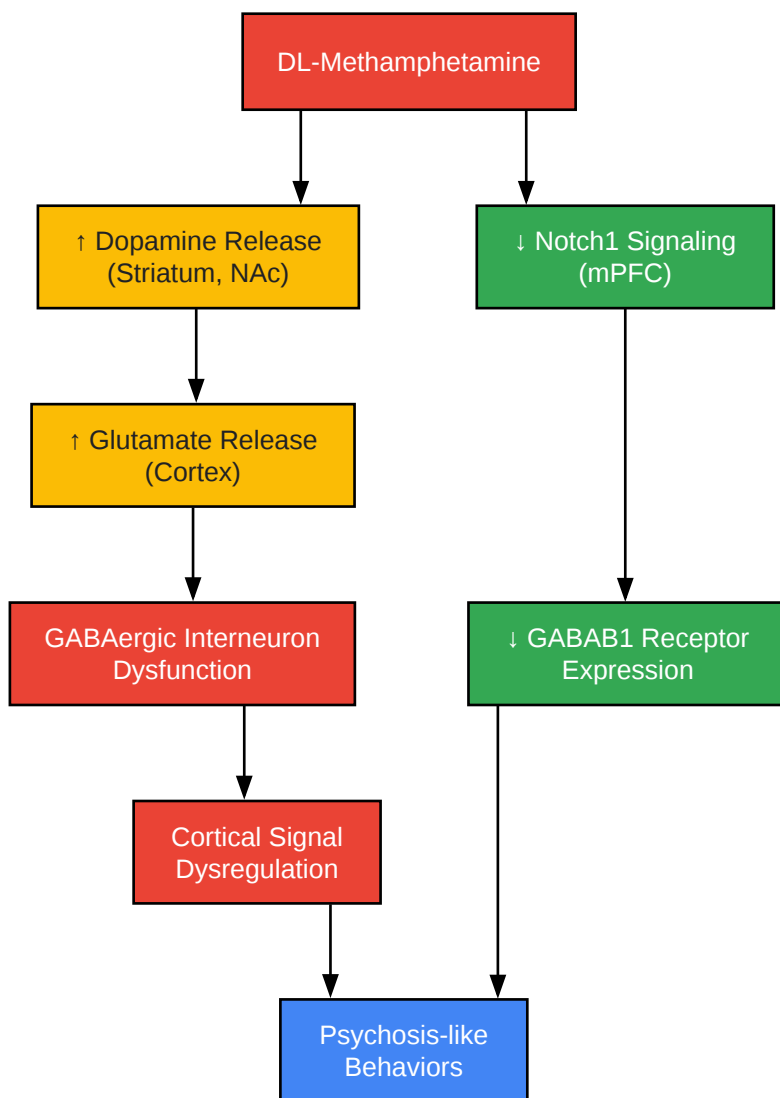 DL-Methamphetamine
↑ Dopamine Release
(Striatum, NAc)
↓ Notch1 Signaling
(mPFC)
↑ Glutamate Release
(Cortex)
GABAergic Interneuron
Dysfunction
↓ GABAB1 Receptor
Expression
Cortical Signal
Dysregulation
Psychosis-like
Behaviors